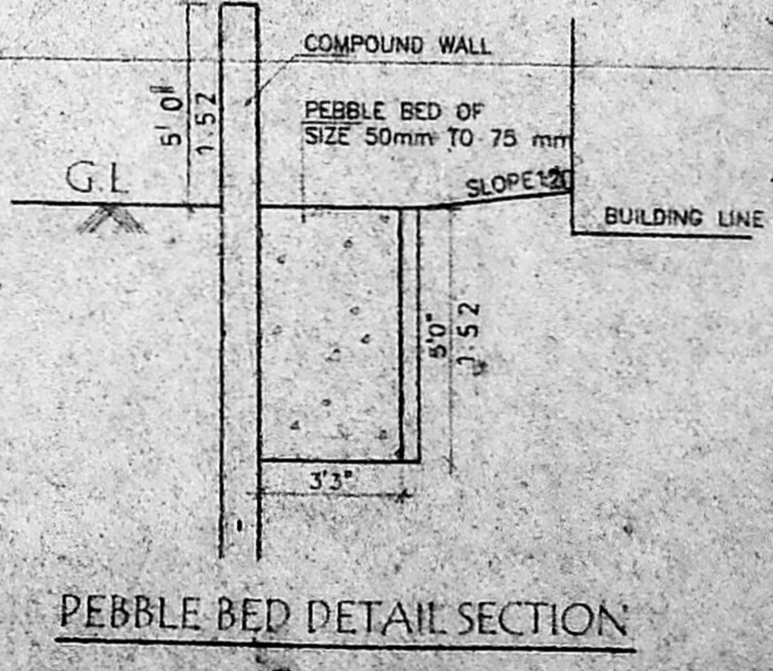 COMPOUND WALL
5' 0"
1.52
PEBBLE BED OF
SIZE 50mm TO 75 mm
G.L
SLOPE 1:20
BUILDING LINE
5'0"
1.52
3'3"
PEBBLE BED DETAIL SECTION